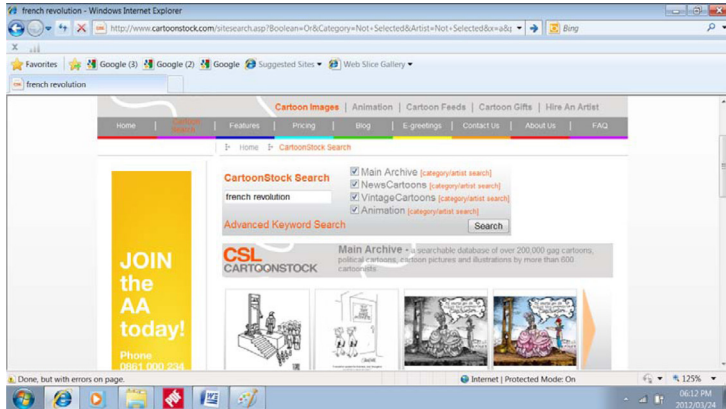 french revolution - Windows Internet Explorer
http://www.cartoonstock.com/sitesearch.asp?Boolean=Or&Category=Not+Selected&Artist=Not+Selected&x=a&
Bing
X
Favorites Google (3) Google (2) Google Suggested Sites Web Slice Gallery
french revolution
Cartoon Images | Animation | Cartoon Feeds | Cartoon Gifts | Hire An Artist
Home | Cartoon Search | Features | Pricing | Blog | E-greetings | Contact Us | About Us | FAQ
Home CartoonStock Search
CartoonStock Search
french revolution
Advanced Keyword Search
Main Archive [category/artist search]
NewsCartoons [category/artist search]
VintageCartoons [category/artist search]
Animation [category/artist search]
Search
CSL
CARTOONSTOCK
Main Archive - a searchable database of over 200,000 gag cartoons,
political cartoons, cartoon pictures and illustrations by more than 600
cartoonists
JOIN
the
AA
today!
Phone
0861 000 234
Done, but with errors on page.
Internet | Protected Mode: On
125%
06:12 PM
2012/03/24